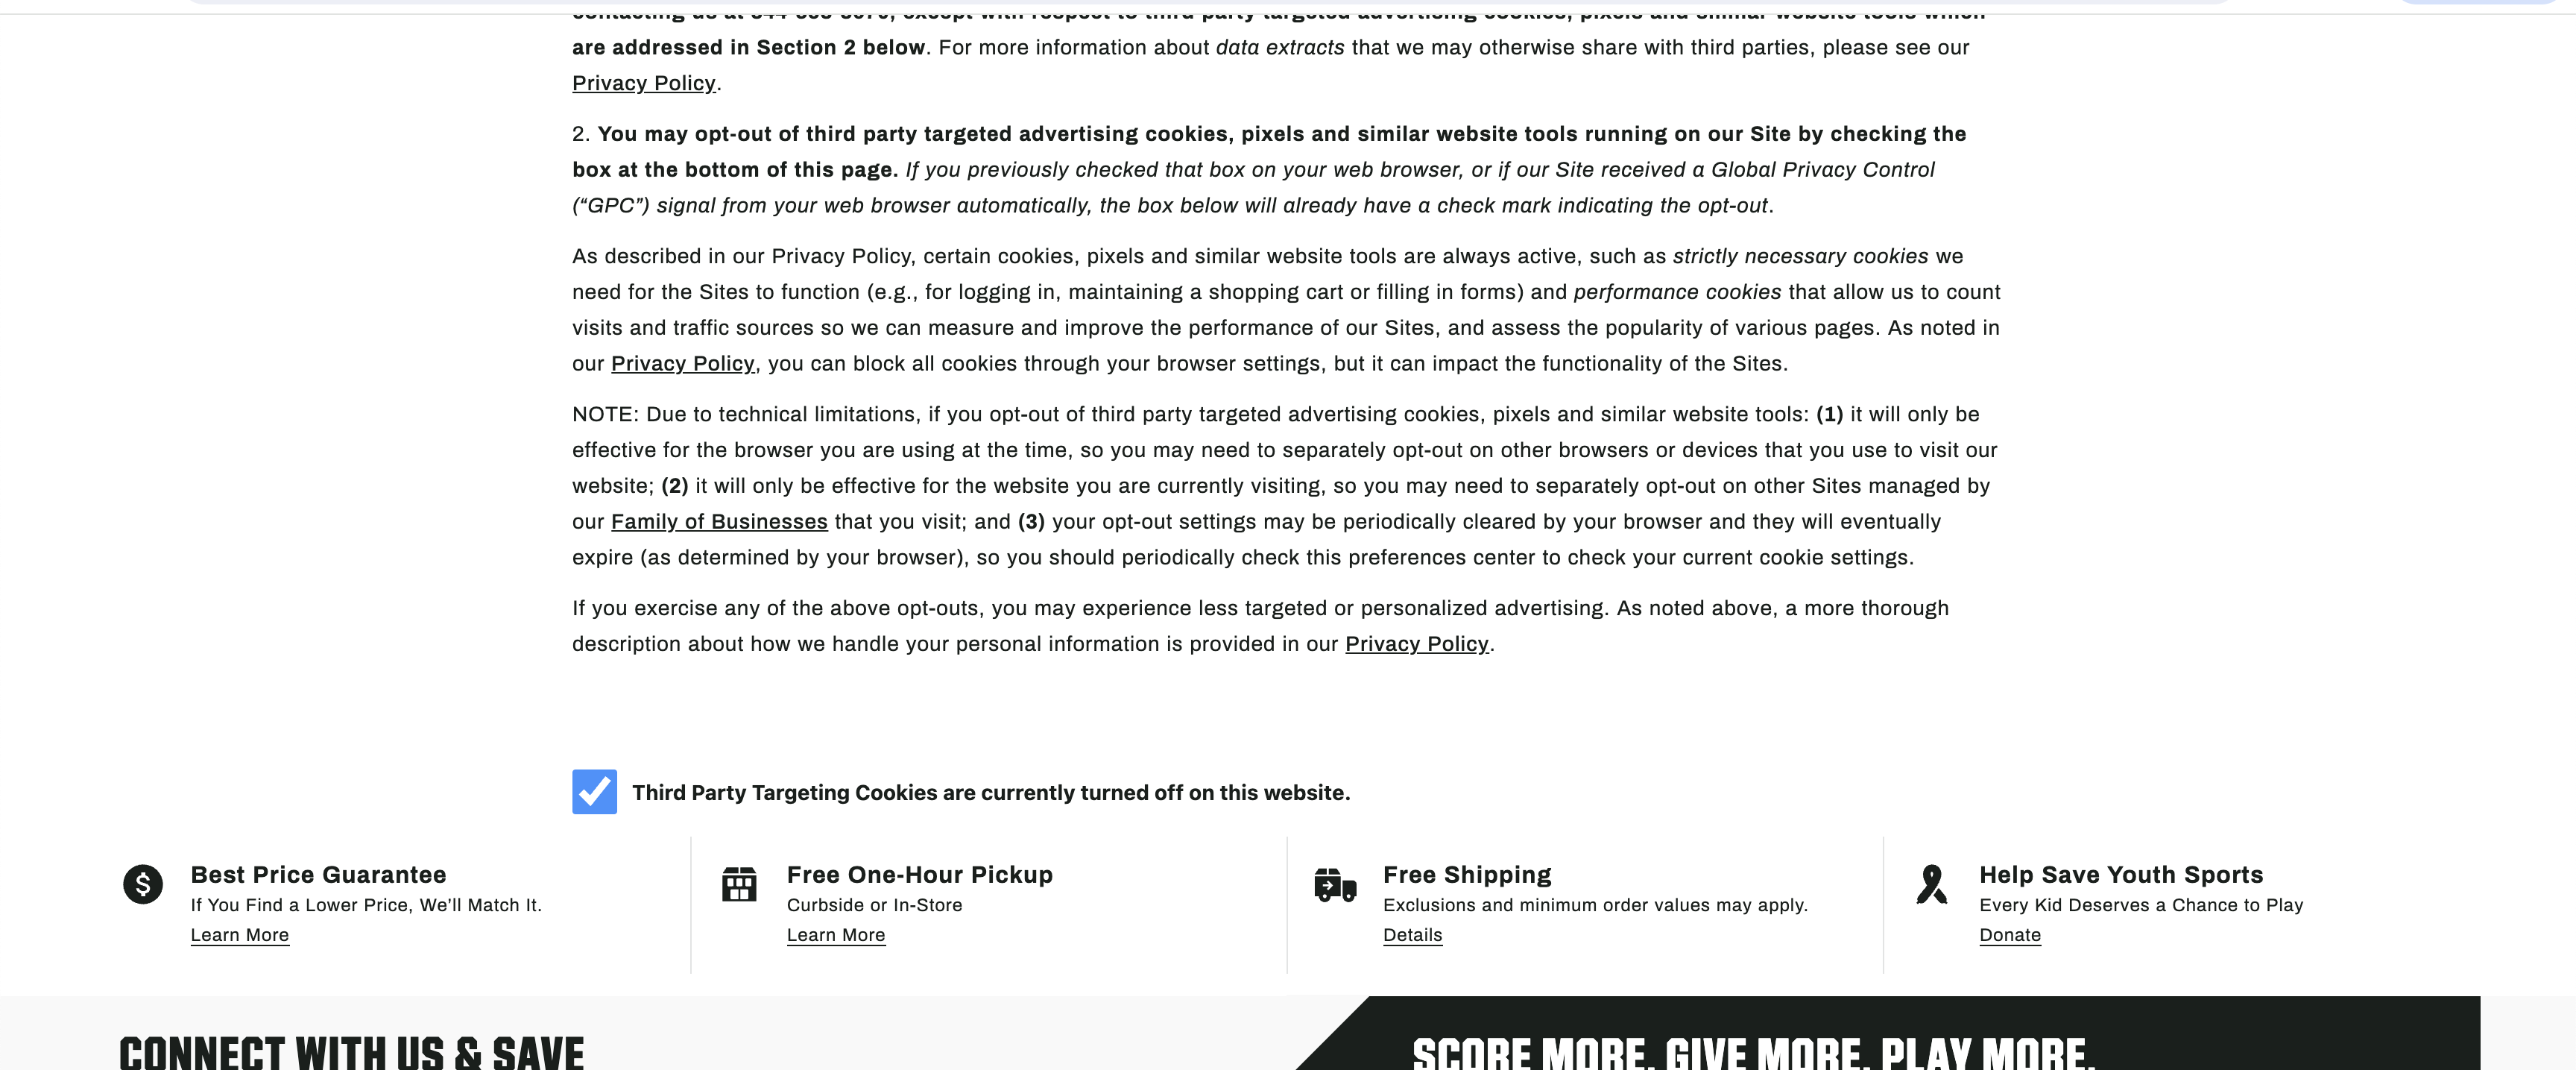 are addressed in Section 2 below. For more information about data extracts that we may otherwise share with third parties, please see our
Privacy Policy.
2. You may opt-out of third party targeted advertising cookies, pixels and similar website tools running on our Site by checking the
box at the bottom of this page. If you previously checked that box on your web browser, or if our Site received a Global Privacy Control
(“GPC”) signal from your web browser automatically, the box below will already have a check mark indicating the opt-out.
As described in our Privacy Policy, certain cookies, pixels and similar website tools are always active, such as strictly necessary cookies we
need for the Sites to function (e.g., for logging in, maintaining a shopping cart or filling in forms) and performance cookies that allow us to count
visits and traffic sources so we can measure and improve the performance of our Sites, and assess the popularity of various pages. As noted in
our Privacy Policy, you can block all cookies through your browser settings, but it can impact the functionality of the Sites.
NOTE: Due to technical limitations, if you opt-out of third party targeted advertising cookies, pixels and similar website tools: (1) it will only be
effective for the browser you are using at the time, so you may need to separately opt-out on other browsers or devices that you use to visit our
website; (2) it will only be effective for the website you are currently visiting, so you may need to separately opt-out on other Sites managed by
our Family of Businesses that you visit; and (3) your opt-out settings may be periodically cleared by your browser and they will eventually
expire (as determined by your browser), so you should periodically check this preferences center to check your current cookie settings.
If you exercise any of the above opt-outs, you may experience less targeted or personalized advertising. As noted above, a more thorough
description about how we handle your personal information is provided in our Privacy Policy.
Third Party Targeting Cookies are currently turned off on this website.
Best Price Guarantee
If You Find a Lower Price, We’ll Match It.
Learn More
Free One-Hour Pickup
Curbside or In-Store
Learn More
Free Shipping
Exclusions and minimum order values may apply.
Details
Help Save Youth Sports
Every Kid Deserves a Chance to Play
Donate
CONNECT WITH US & SAVE
SCORE MORE. GIVE MORE. PLAY MORE.